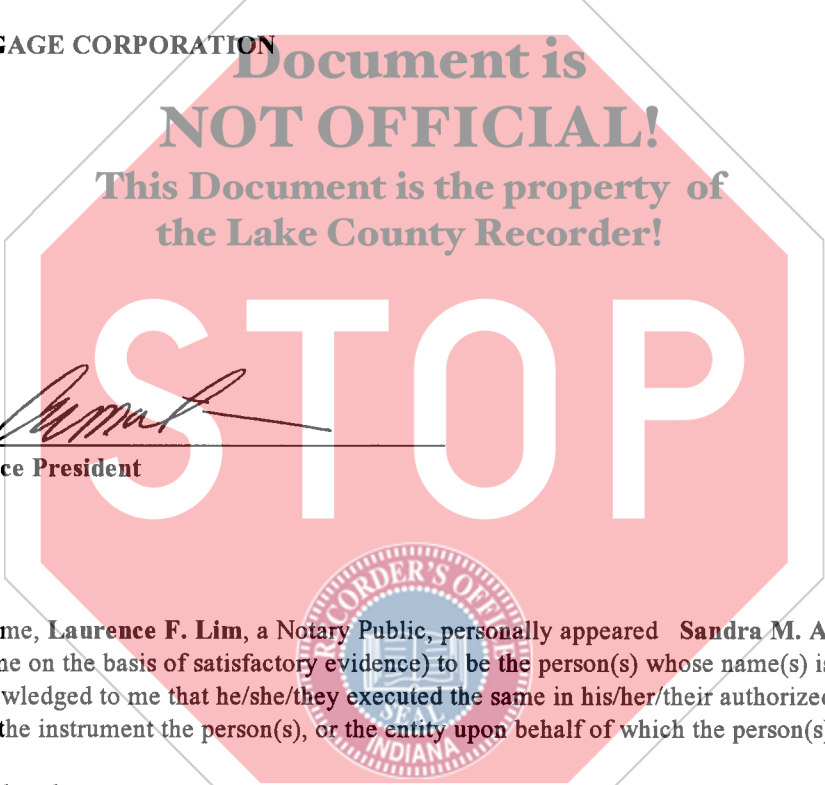 GAGE CORPORATION
Document is
NOT OFFICIAL!
This Document is the property of
the Lake County Recorder!
STOP
ce President
RECORDER'S OFFICE
me, Laurence F. Lim, a Notary Public, personally appeared Sandra M. A
ne on the basis of satisfactory evidence) to be the person(s) whose name(s) is
wledged to me that he/she/they executed the same in his/her/their authorized
the instrument the person(s), or the entity upon behalf of which the person(s)
SEAL
INDIANA